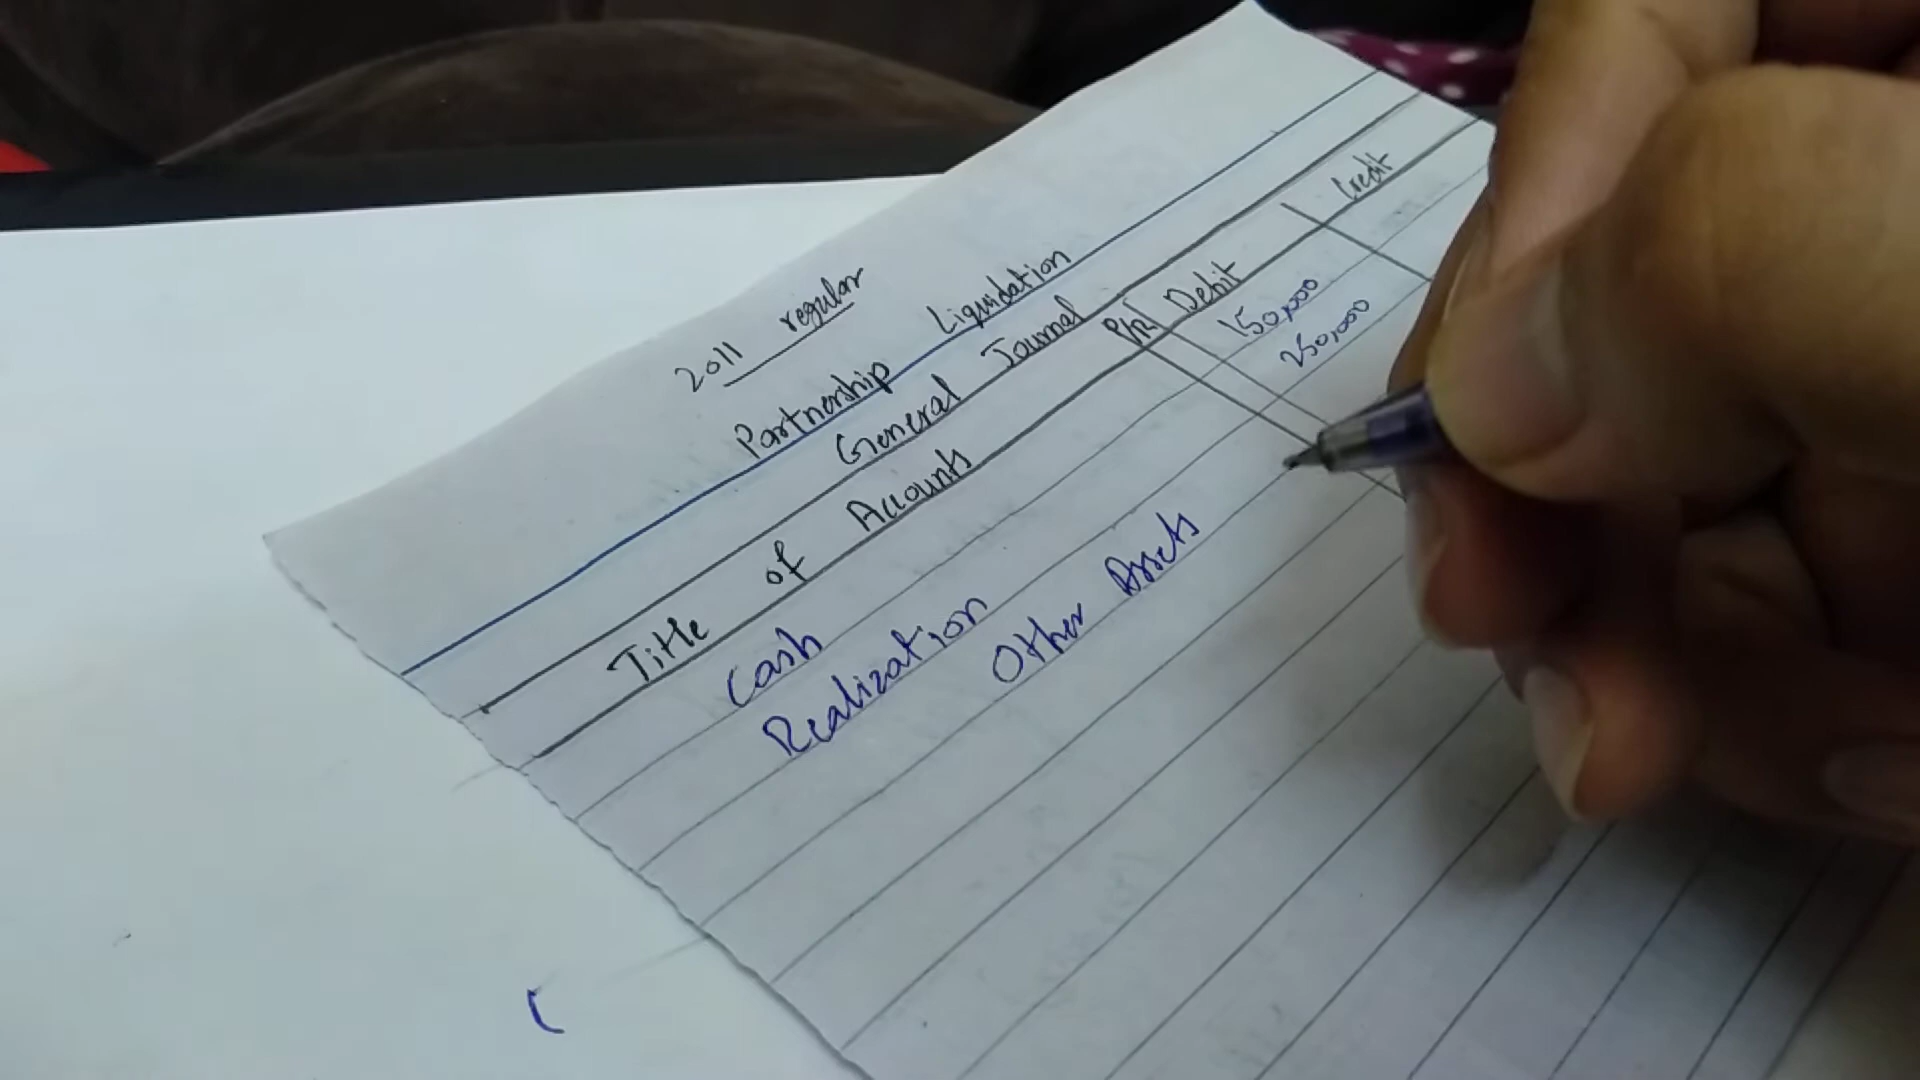 2011 regular
Partnership Liquidation
General Journal
Title of Accounts P/R Debit Credit
Cash 150,000
Realization 250,000
Other Assets